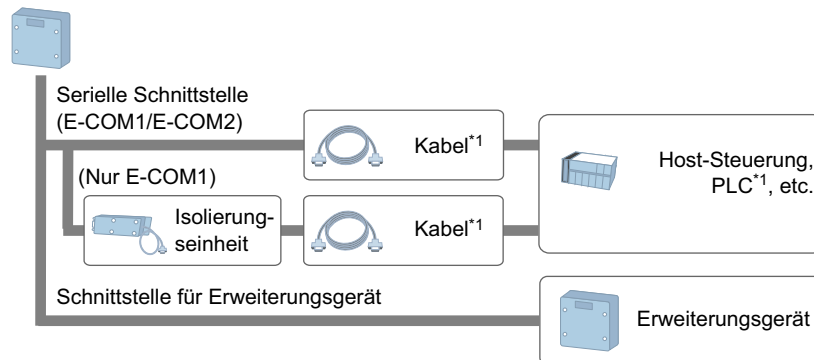 Serielle Schnittstelle
(E-COM1/E-COM2)
Kabel*1
Host-Steuerung,
PLC*1, etc.
(Nur E-COM1)
Isolierung-
seinheit
Kabel*1
Schnittstelle für Erweiterungsgerät
Erweiterungsgerät